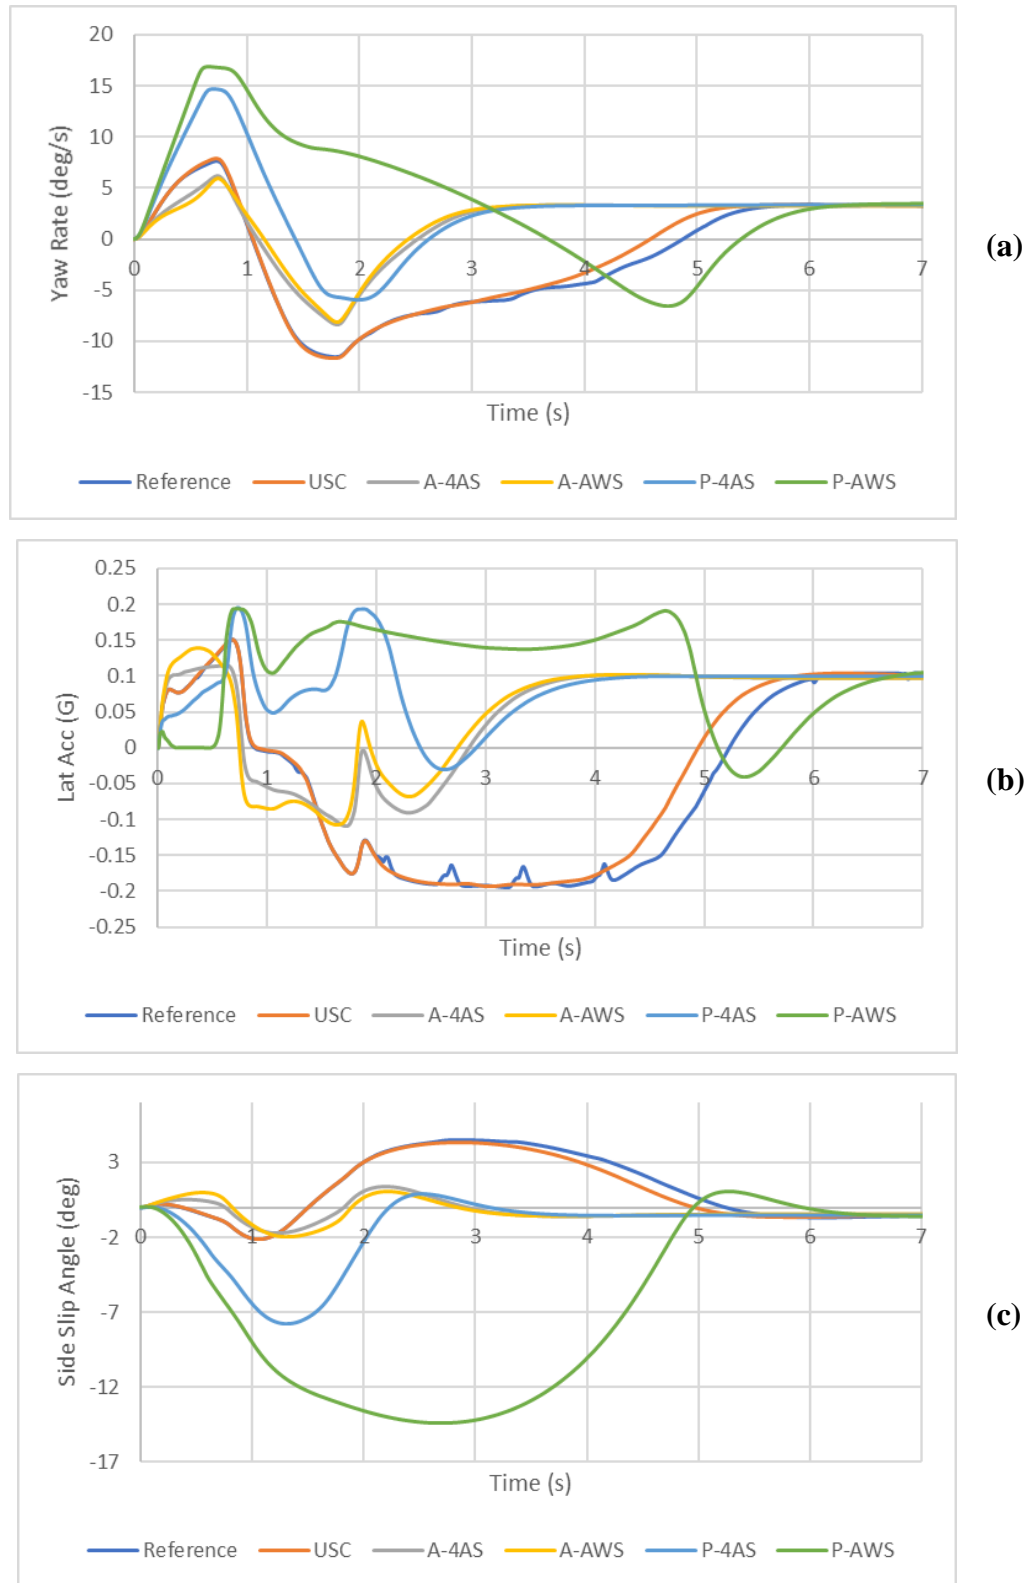 20
15
10
5
0
-5
-10
-15
Yaw Rate (deg/s)
0 1 2 3 4 5 6 7
Time (s)
Reference USC A-4AS A-AWS P-4AS P-AWS
(a)
0.25
0.2
0.15
0.1
0.05
0
-0.05
-0.1
-0.15
-0.2
-0.25
Lat Acc (G)
0 1 2 3 4 5 6 7
Time (s)
Reference USC A-4AS A-AWS P-4AS P-AWS
(b)
3
-2
-7
-12
-17
Side Slip Angle (deg)
0 1 2 3 4 5 6 7
Time (s)
Reference USC A-4AS A-AWS P-4AS P-AWS
(c)